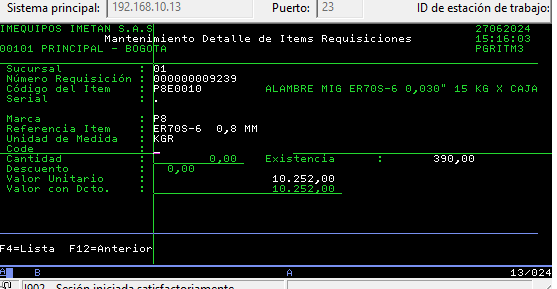 Sistema principal: 192.168.10.13 Puerto: 23 ID de estación de trabajo:
IMEQUIPOS IMETAN S.A.S 27062024
Mantenimiento Detalle de Items Requisiciones 15:16:03
00101 PRINCIPAL - BOGOTA PGRITM3
Sucursal : 01
Número Requisición : 000000009239
Código del Item : P8E0010 ALAMBRE MIG ER70S-6 0,030" 15 KG X CAJA
Serial : .
Marca : P8
Referencia Item : ER70S-6 0,8 MM
Unidad de Medida : KGR
Code :
Cantidad : 0,00 Existencia : 390,00
Descuento : 0,00
Valor Unitario : 10.252,00
Valor con Dcto. : 10.252,00
F4=Lista F12=Anterior
A B A 13/024
I902 - Sesión iniciada satisfactoriamente